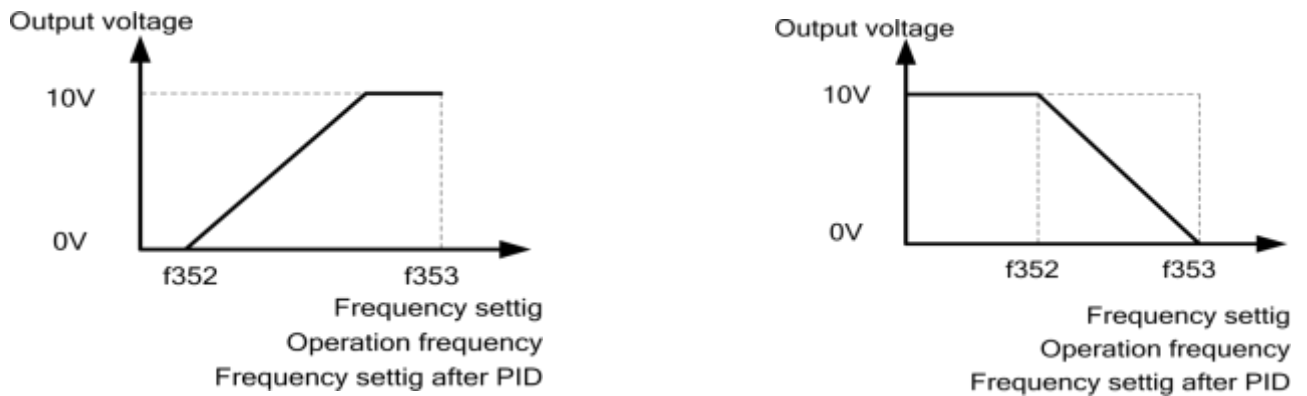 Output voltage
10V
0V
f352
f353
Frequency settig
Operation frequency
Frequency settig after PID
Output voltage
10V
0V
f352
f353
Frequency settig
Operation frequency
Frequency settig after PID